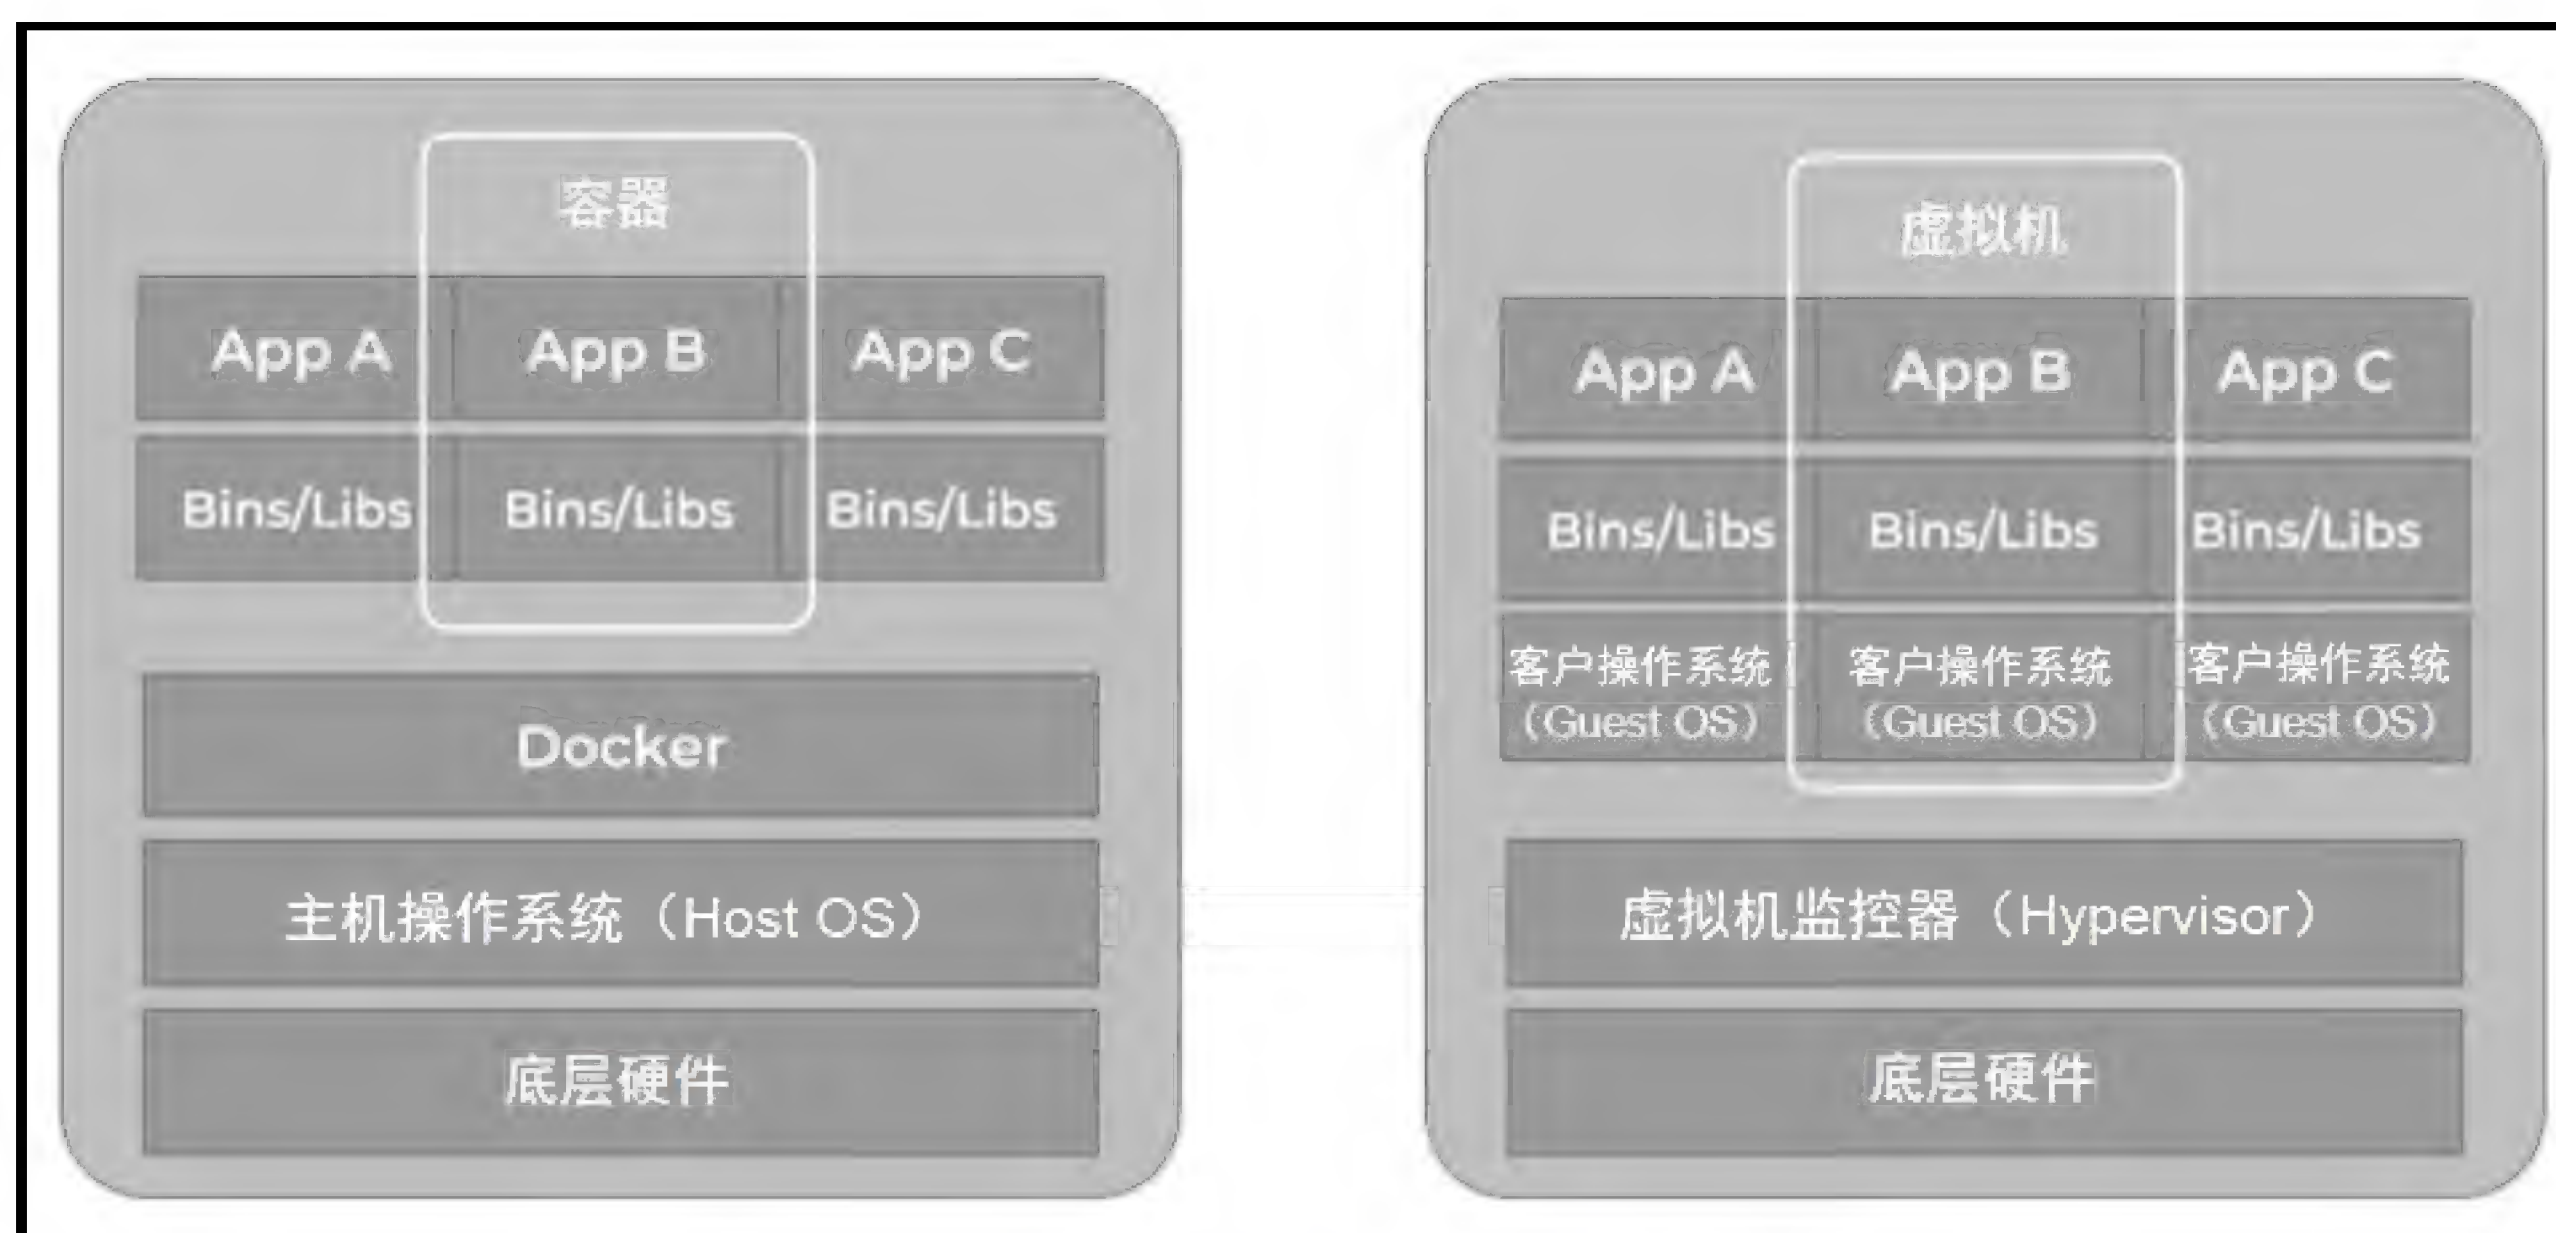 容器
App A App B App C
Bins/Libs Bins/Libs Bins/Libs
Docker
主机操作系统（Host OS）
底层硬件
虚拟机
App A App B App C
Bins/Libs Bins/Libs Bins/Libs
客户操作系统 客户操作系统 客户操作系统
（Guest OS） （Guest OS） （Guest OS）
虚拟机监控器（Hypervisor）
底层硬件